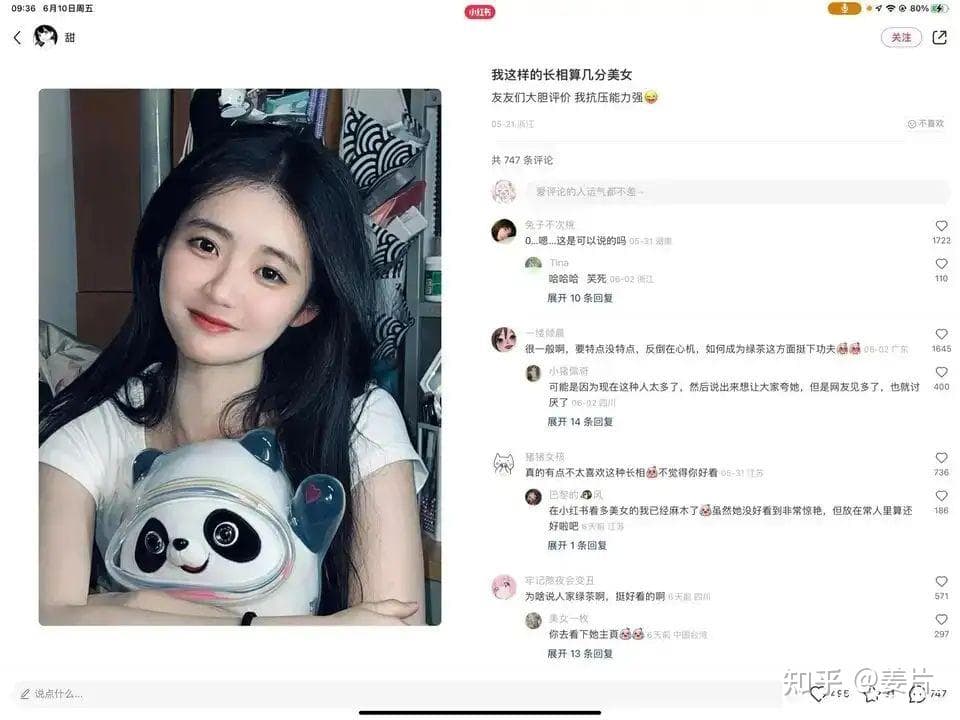 09:36 6月10日周五
小红书
80%
甜
关注
我这样的长相算几分美女
友友们大胆评价 我抗压能力强😜
05-21 浙江
不喜欢
共 747 条评论
爱评论的人运气都不差~
兔子不次桃
0...嗯...这是可以说的吗 05-31 湖南
1722
Tina
哈哈哈 笑死 06-02 浙江
110
展开 10 条回复
一缕倾晨
很一般啊，要特点没特点，反倒在心机，如何成为绿茶这方面挺下功夫 06-02 广东
1645
小猪佩奇
可能是因为现在这种人太多了，然后说出来想让大家夸她，但是网友见多了，也就讨
厌了 06-02 四川
400
展开 14 条回复
猪猪女孩
真的有点不太喜欢这种长相不觉得你好看 05-31 江苏
736
巴黎的风
在小红书看多美女的我已经麻木了虽然她没好看到非常惊艳，但放在常人里算还
好啦吧 6天前 江苏
186
展开 1 条回复
牢记熬夜会变丑
为啥说人家绿茶啊，挺好看的啊 6天前 四川
571
美女一枚
你去看下她主頁 6天前 中国台湾
297
展开 13 条回复
说点什么...
747
知乎 @姜片